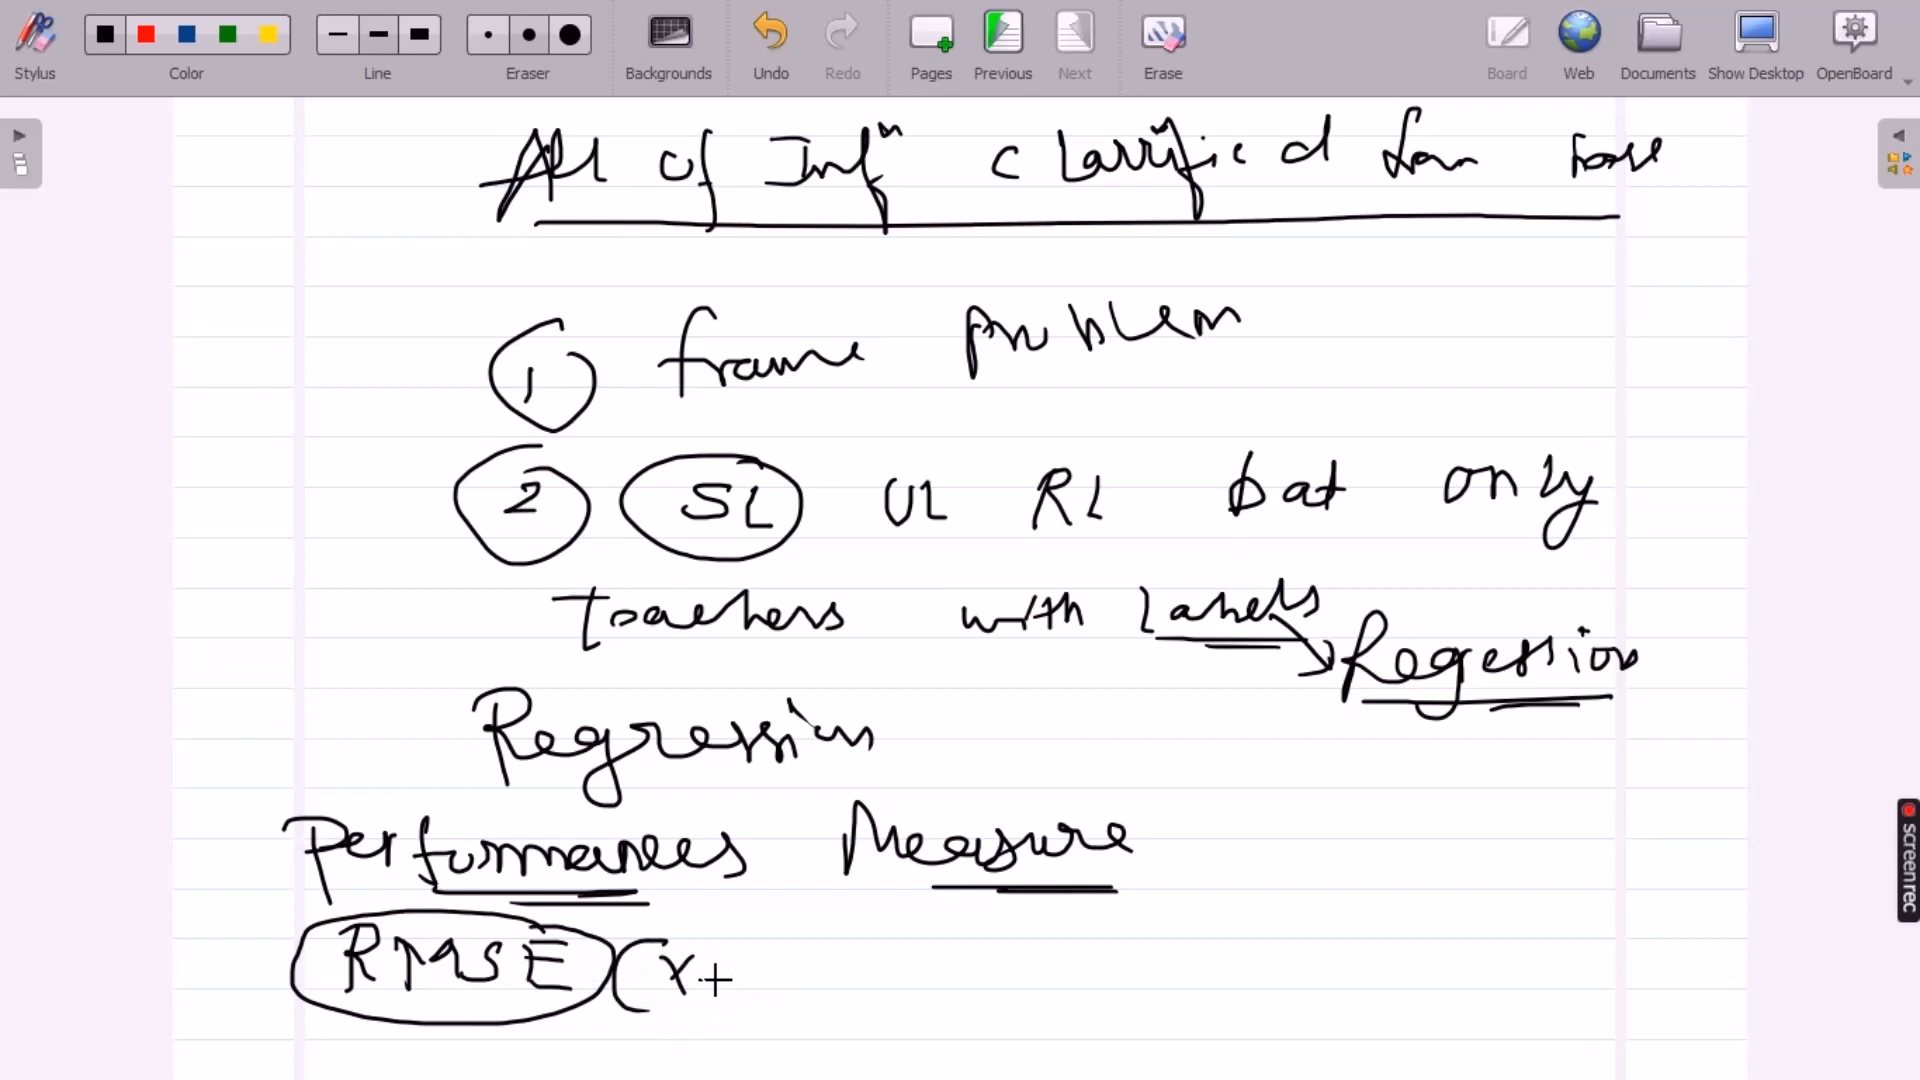 Stylus Color Line Eraser Backgrounds Undo Redo Pages Previous Next Erase Board Web Documents Show Desktop OpenBoard
All of Infn Classified
1 frame problem
2 SL UL RL bat only
teachers with Labels
Regession
Regression
Performances Measure
RMSE (x
screenrec